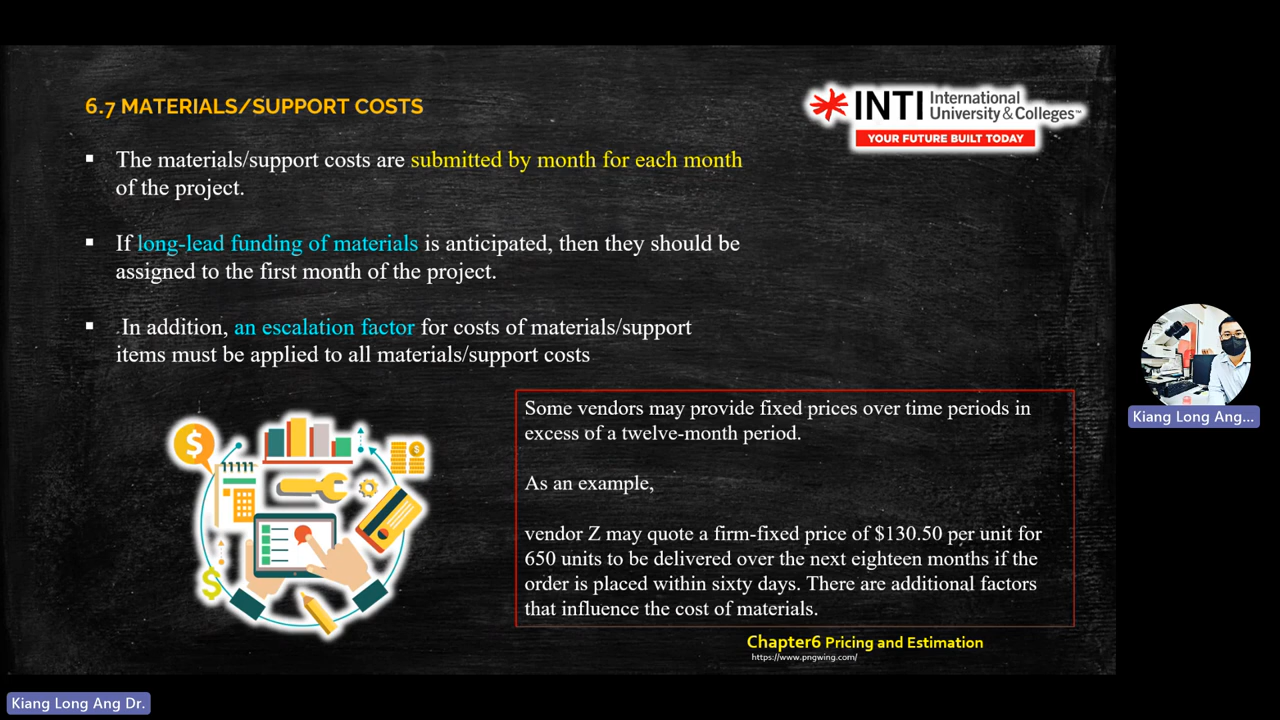 6.7 MATERIALS/SUPPORT COSTS
INTI International
University & Colleges™
YOUR FUTURE BUILT TODAY
▪ The materials/support costs are submitted by month for each month
of the project.
▪ If long-lead funding of materials is anticipated, then they should be
assigned to the first month of the project.
▪ .In addition, an escalation factor for costs of materials/support
items must be applied to all materials/support costs
Some vendors may provide fixed prices over time periods in
excess of a twelve-month period.
As an example,
vendor Z may quote a firm-fixed price of $130.50 per unit for
650 units to be delivered over the next eighteen months if the
order is placed within sixty days. There are additional factors
that influence the cost of materials.
Chapter6 Pricing and Estimation
https://www.pngwing.com/
Kiang Long Ang...
Kiang Long Ang Dr.